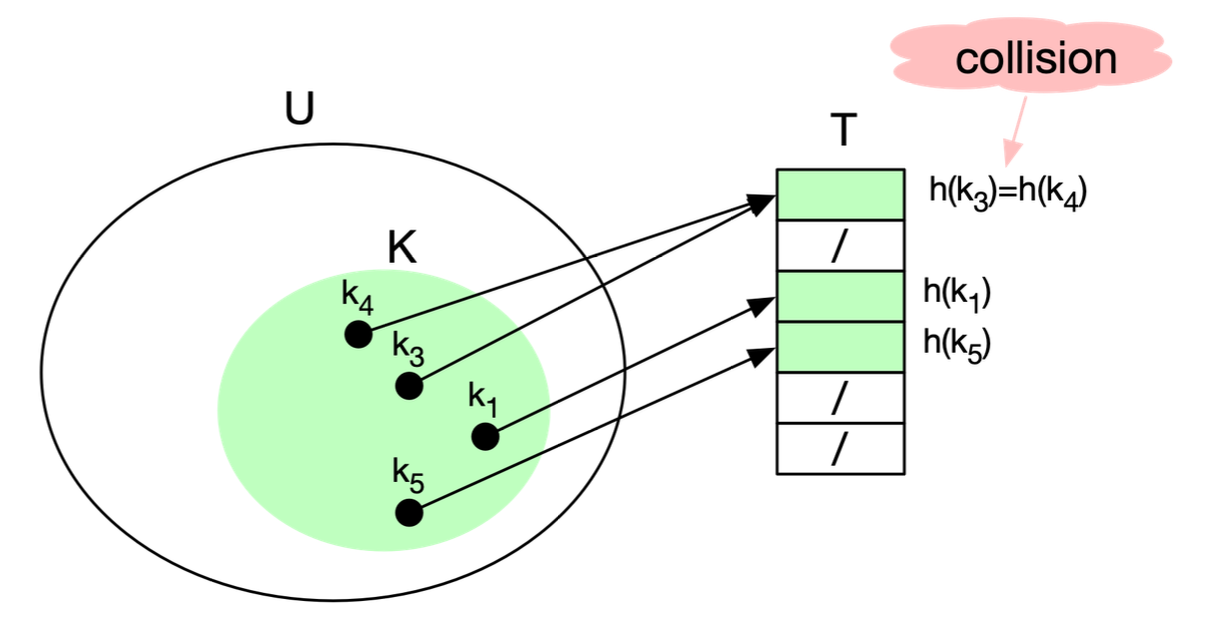 collision
U
T
h(k₃)=h(k₄)
/
K
k₄
h(k₁)
k₃
h(k₅)
k₁
/
/
k₅